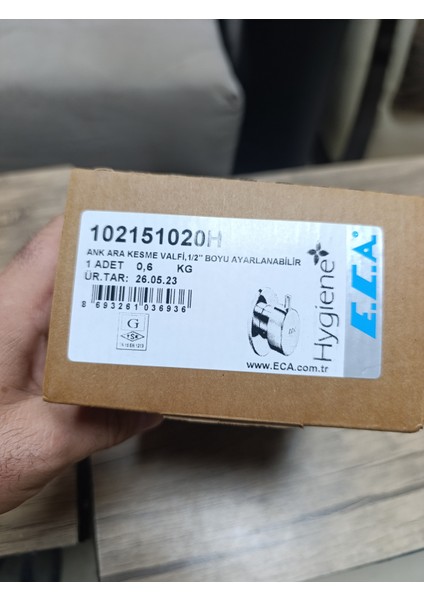 102151020H
ANK ARA KESME VALFİ,1/2" BOYU AYARLANABİLİR
1 ADET 0,6 KG
ÜR.TAR: 26.05.23
8 693261 036936
G
TSE
www.ECA.com.tr
Hygiene
E.C.A